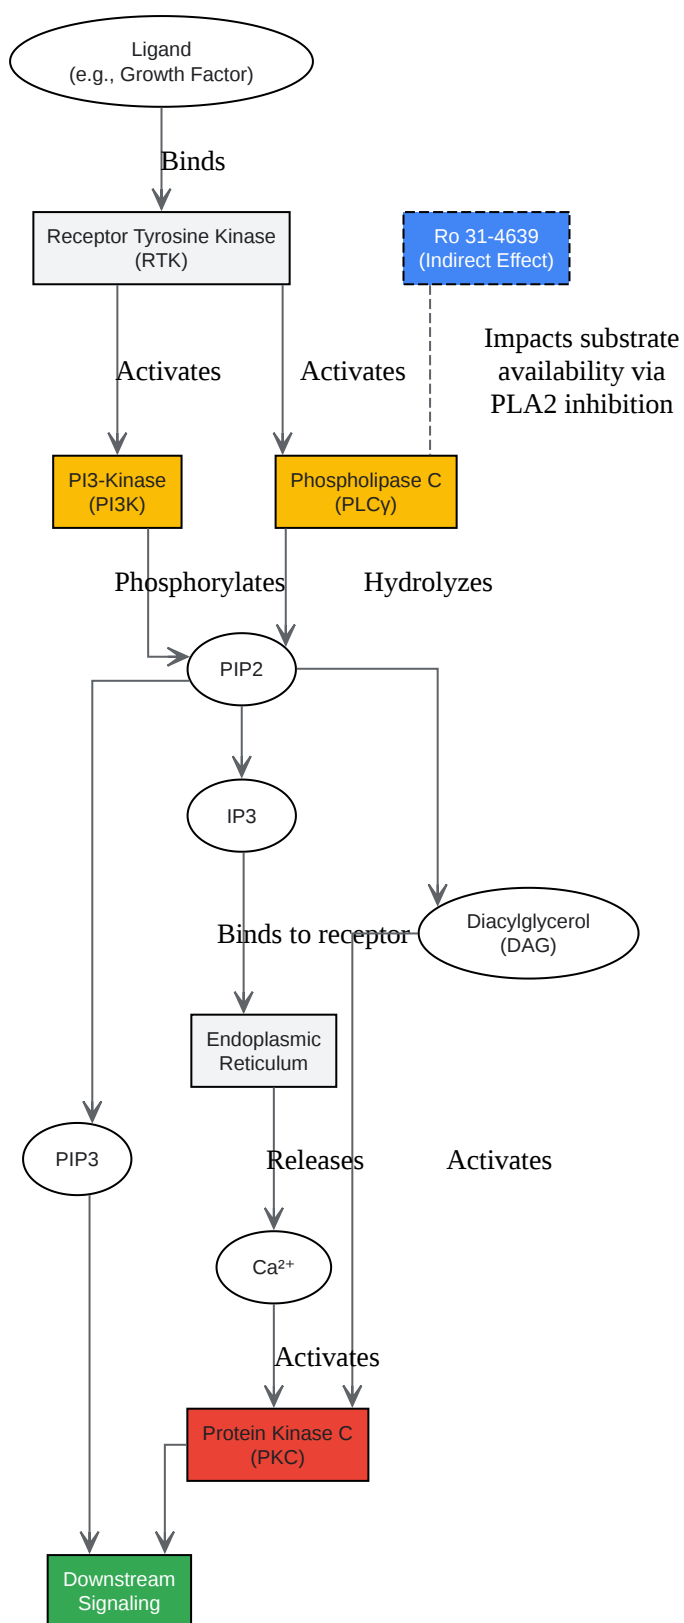 Ligand
(e.g., Growth Factor)
Binds
Receptor Tyrosine Kinase
(RTK)
Ro 31-4639
(Indirect Effect)
Activates
Activates
Impacts substrate
availability via
PLA2 inhibition
PI3-Kinase
(PI3K)
Phospholipase C
(PLCγ)
Phosphorylates
Hydrolyzes
PIP2
IP3
Binds to receptor
Diacylglycerol
(DAG)
Endoplasmic
Reticulum
PIP3
Releases
Activates
Ca²⁺
Activates
Protein Kinase C
(PKC)
Downstream
Signaling